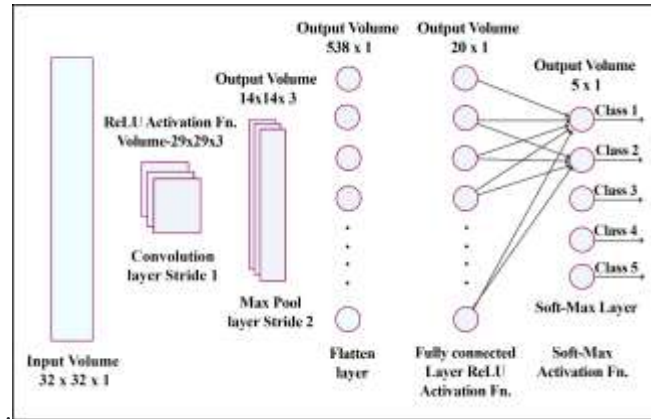 Output Volume
538 x 1
Output Volume
20 x 1
Output Volume
14x14x 3
Output Volume
5 x 1
ReLU Activation Fn.
Volume-29x29x3
Class 1
Class 2
Class 3
Class 4
Class 5
Convolution
layer Stride 1
Max Pool
layer Stride 2
Soft-Max Layer
Input Volume
32 x 32 x 1
Flatten
layer
Fully connected
Layer ReLU
Activation Fn.
Soft-Max
Activation Fn.